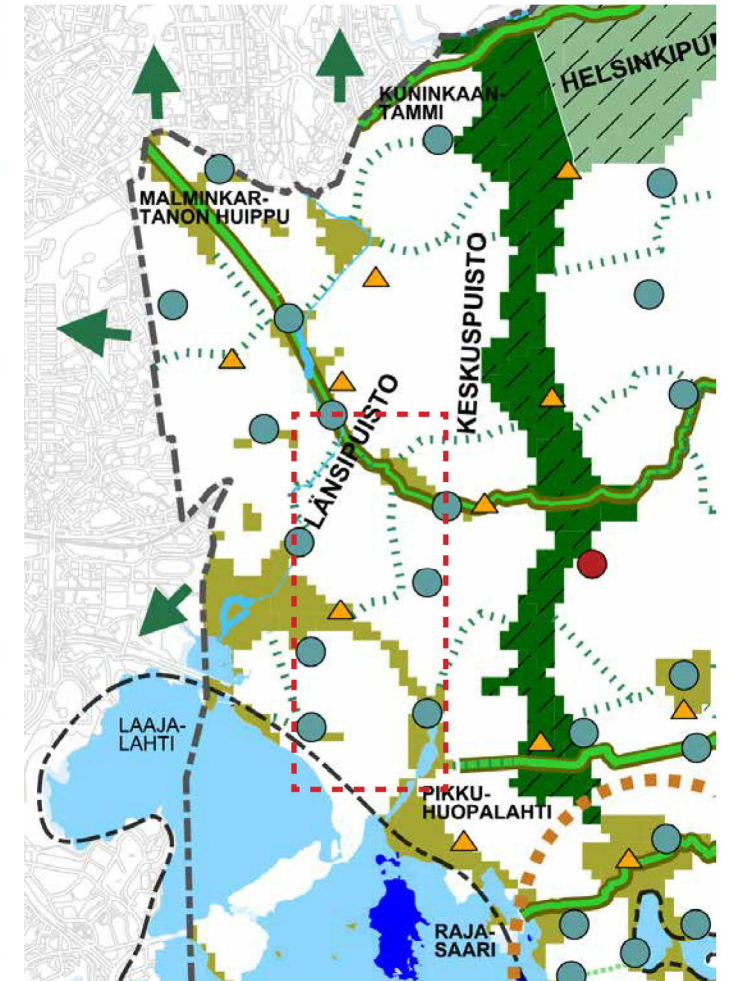 KUNINKAAN-
TAMMI
HELSINKIPU
MALMINKAR-
TANON HUIPPU
KESKUSPUISTO
LÄNSIPUISTO
LAAJA-
LAHTI
PIKKU-
HUOPALAHTI
RAJA-
SAARI